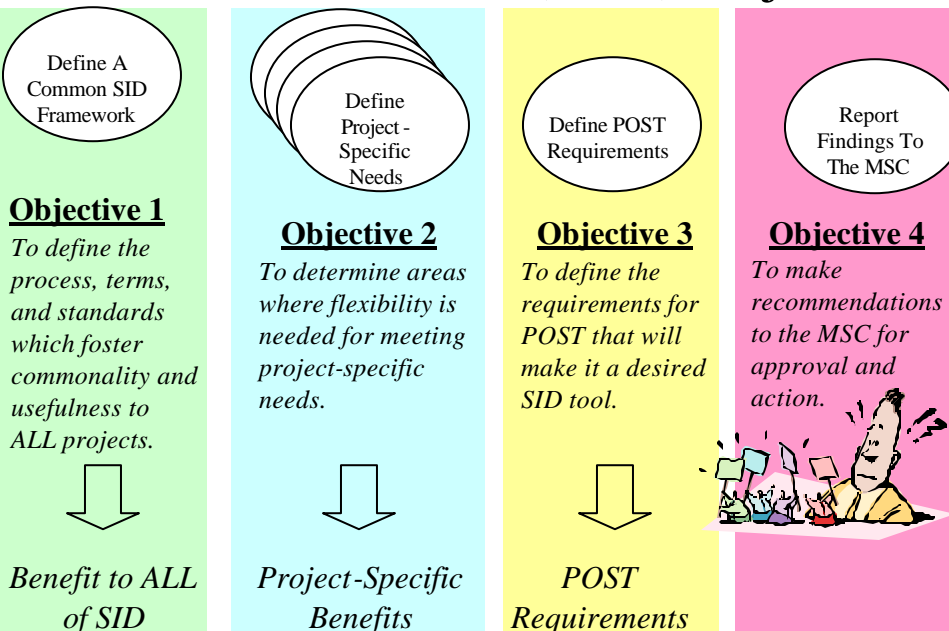 Define A
Common SID
Framework
Objective 1
To define the
process, terms,
and standards
which foster
commonality and
usefulness to
ALL projects.
Benefit to ALL
of SID
Define
Project -
Specific
Needs
Objective 2
To determine areas
where flexibility is
needed for meeting
project-specific
needs.
Project-Specific
Benefits
Define POST
Requirements
Objective 3
To define the
requirements for
POST that will
make it a desired
SID tool.
POST
Requirements
Report
Findings To
The MSC
Objective 4
To make
recommendations
to the MSC for
approval and
action.